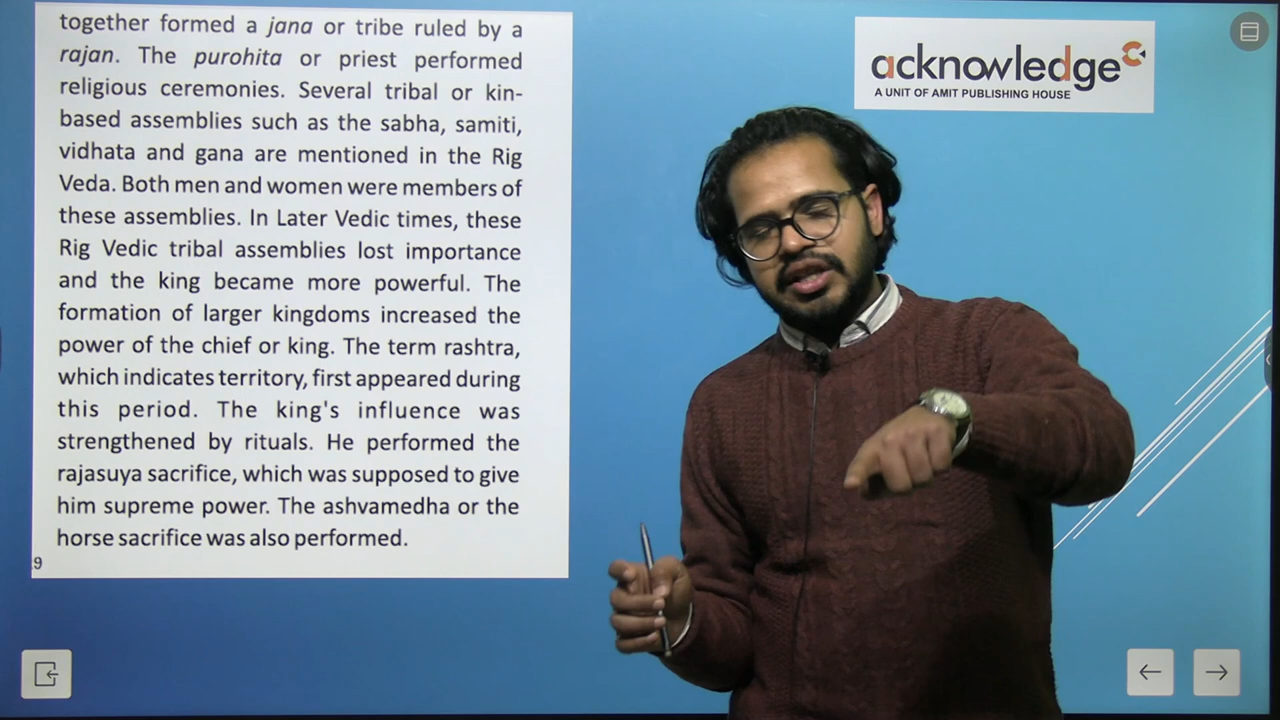 together formed a jana or tribe ruled by a
rajan. The purohita or priest performed
religious ceremonies. Several tribal or kin-
based assemblies such as the sabha, samiti,
vidhata and gana are mentioned in the Rig
Veda. Both men and women were members of
these assemblies. In Later Vedic times, these
Rig Vedic tribal assemblies lost importance
and the king became more powerful. The
formation of larger kingdoms increased the
power of the chief or king. The term rashtra,
which indicates territory, first appeared during
this period. The king's influence was
strengthened by rituals. He performed the
rajasuya sacrifice, which was supposed to give
him supreme power. The ashvamedha or the
horse sacrifice was also performed.
9
acknowledge
A UNIT OF AMIT PUBLISHING HOUSE